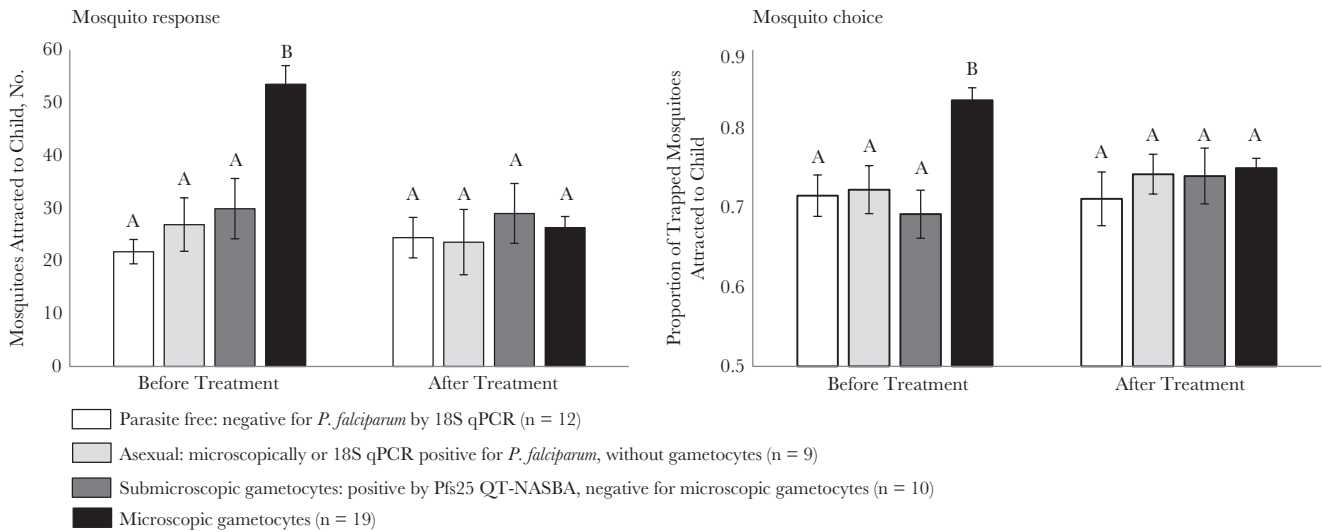 Mosquito response
Mosquitoes Attracted to Child, No.
60
50
40
30
20
10
0
A
A
A
B
A
A
A
A
Before Treatment
After Treatment
Mosquito choice
Proportion of Trapped Mosquitoes
Attracted to Child
0.9
0.8
0.7
0.6
0.5
A
A
A
B
A
A
A
A
Before Treatment
After Treatment
Parasite free: negative for P. falciparum by 18S qPCR (n = 12)
Asexual: microscopically or 18S qPCR positive for P. falciparum, without gametocytes (n = 9)
Submicroscopic gametocytes: positive by Pfs25 QT-NASBA, negative for microscopic gametocytes (n = 10)
Microscopic gametocytes (n = 19)